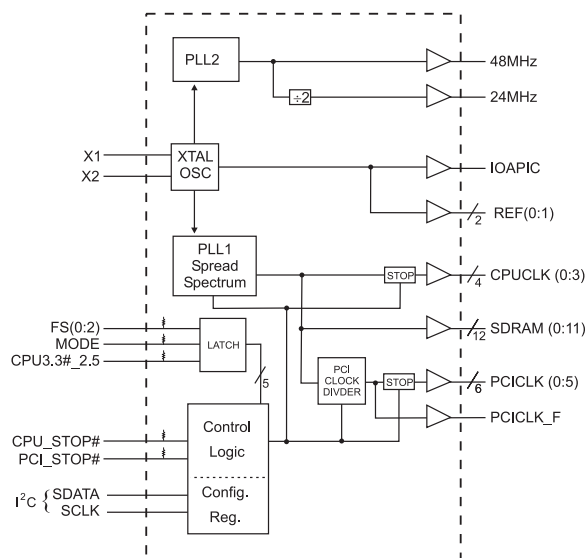 PLL2
48MHz
÷2
24MHz
X1
X2
XTAL
OSC
IOAPIC
REF(0:1)
2
PLL1
Spread
Spectrum
STOP
CPUCLK (0:3)
4
FS(0:2)
MODE
CPU3.3#_2.5
LATCH
SDRAM (0:11)
12
5
PCI
CLOCK
DIVDER
STOP
PCICLK (0:5)
6
PCICLK_F
CPU_STOP#
PCI_STOP#
Control
Logic
I²C { SDATA
SCLK
Config.
Reg.